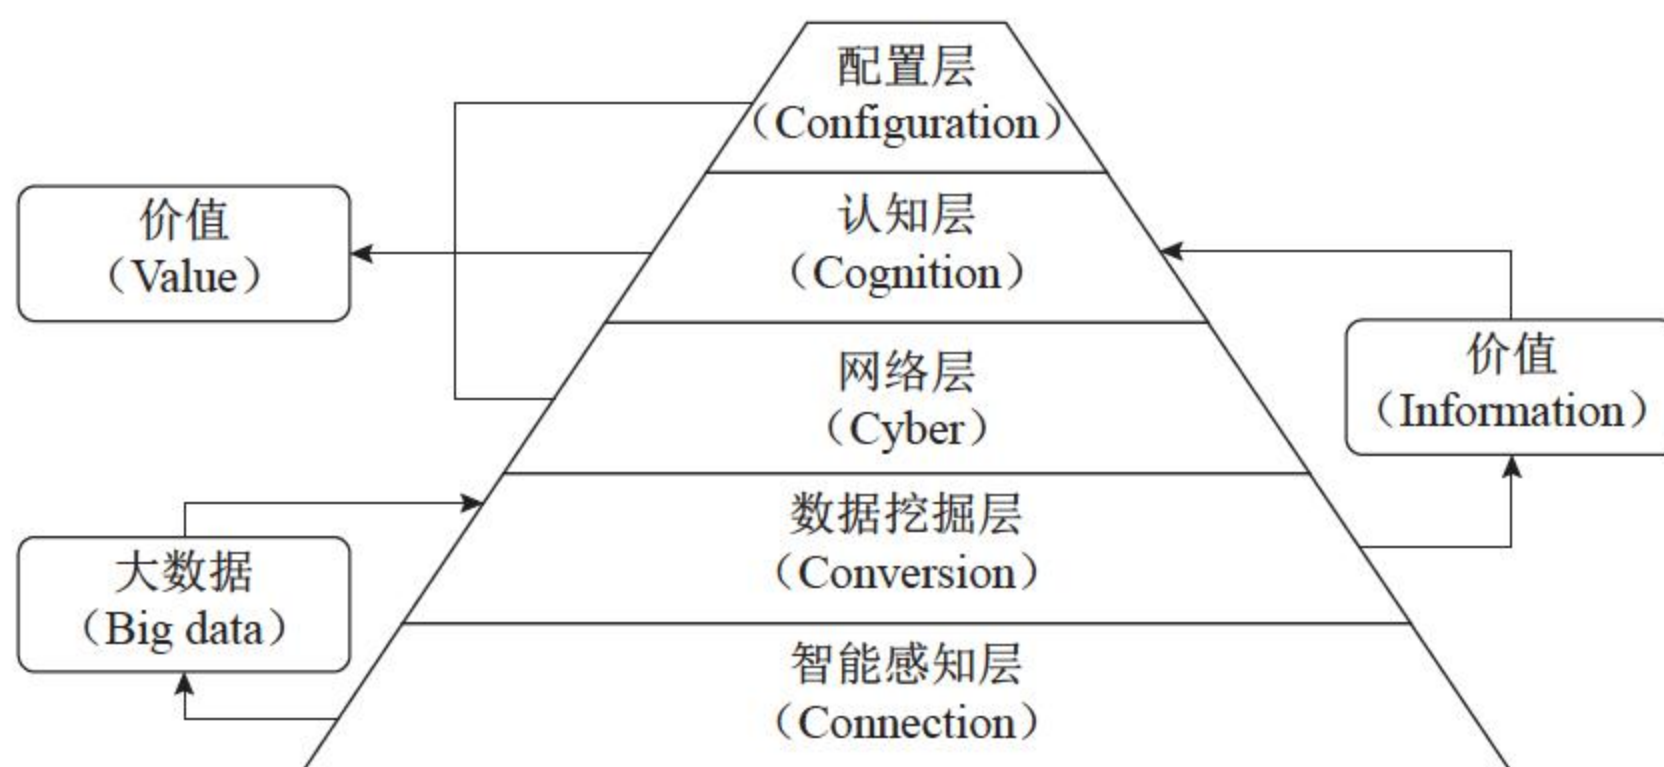 配置层
（Configuration）
认知层
（Cognition）
价值
（Value）
网络层
（Cyber）
价值
（Information）
数据挖掘层
（Conversion）
大数据
（Big data）
智能感知层
（Connection）